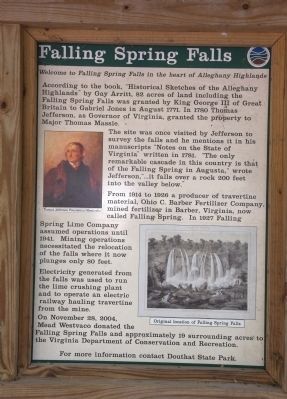 Falling Spring Falls
Welcome to Falling Spring Falls in the heart of Alleghany Highlands
According to the book, "Historical Sketches of the Alleghany
Highlands" by Gay Arritt, 82 acres of land including the
Falling Spring Falls was granted by King George III of Great
Britain to Gabriel Jones in August 1771. In 1780 Thomas
Jefferson, as Governor of Virginia, granted the property to
Major Thomas Massie.
The site was once visited by Jefferson to
survey the falls and he mentions it in his
manuscripts "Notes on the State of
Virginia" written in 1781. "The only
remarkable cascade in this country is that
of the Falling Spring in Augusta," wrote
Jefferson,"...it falls over a rock 200 feet
into the valley below."
From 1914 to 1926 a producer of travertine
material, Ohio C. Barber Fertilizer Company,
mined fertilizer in Barber, Virginia, now
called Falling Spring. In 1927 Falling
Spring Lime Company
assumed operations until
1941. Mining operations
necessitated the relocation
of the falls where it now
plunges only 80 feet.
Electricity generated from
the falls was used to run
the lime crushing plant
and to operate an electric
railway hauling travertine
from the mine.
Original location of Falling Spring Falls
On November 28, 2004,
Mead Westvaco donated the
Falling Spring Falls and approximately 19 surrounding acres to
the Virginia Department of Conservation and Recreation.
For more information contact Douthat State Park.